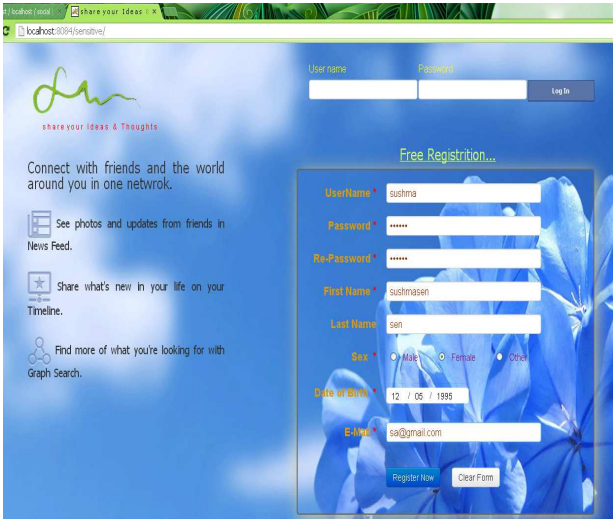 st / localhost / social
share your Ideas &
localhost:8084/sensitive/
User name
Password
Log In
share your Ideas & Thoughts
Connect with friends and the world
around you in one netwrok.
See photos and updates from friends in
News Feed.
Share what's new in your life on your
Timeline.
Find more of what you're looking for with
Graph Search.
Free Registrition...
UserName * sushma
Password * ••••••
Re-Password * ••••••
First Name * sushmasen
Last Name sen
Sex * Male Female Other
Date of Birth * 12 / 05 / 1995
E-Mail * sa@gmail.com
Register Now Clear Form